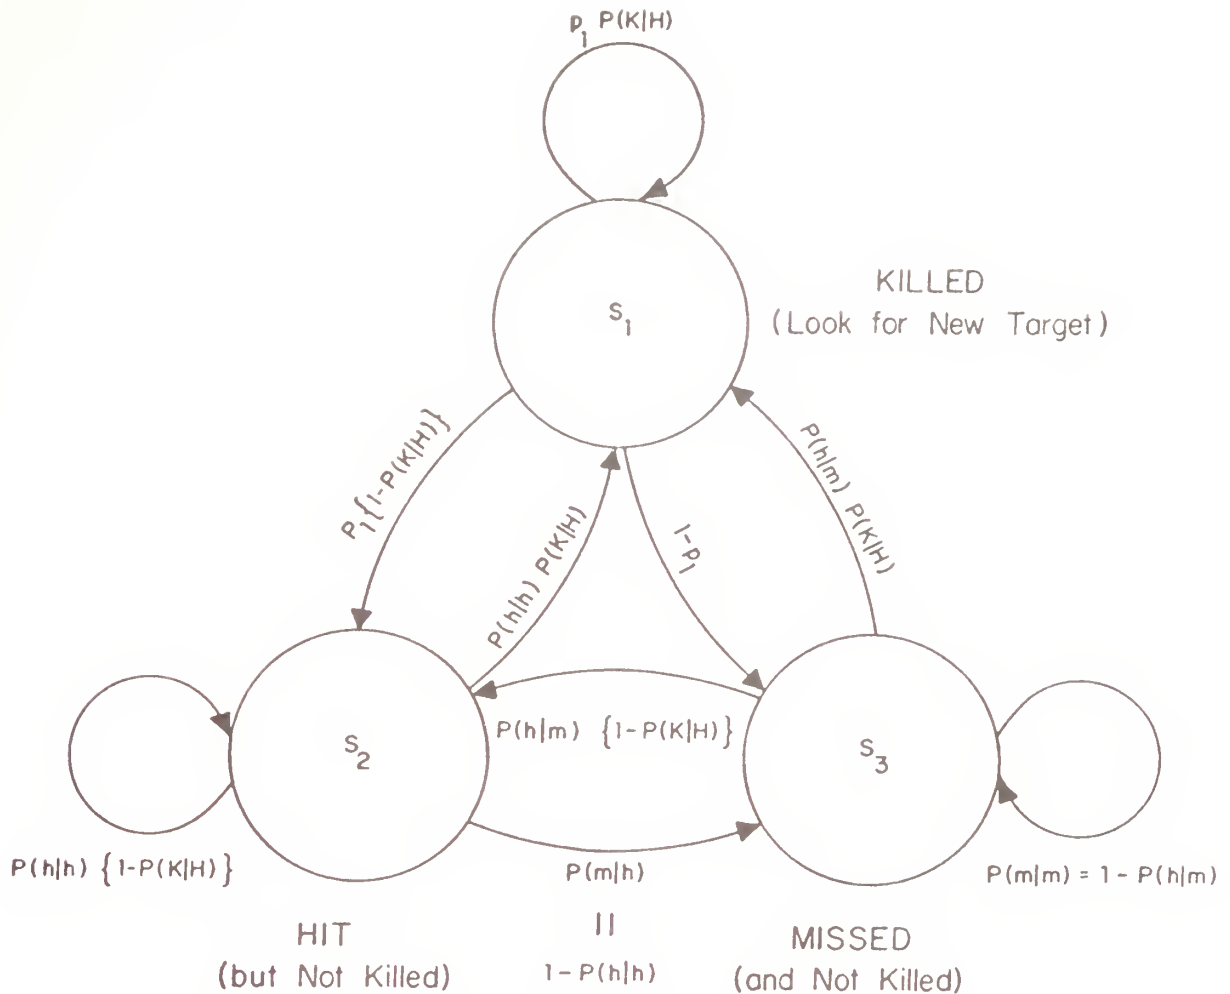 p₁ P(K|H)
S₁
KILLED
(Look for New Target)
P₁{1-P(K|H)}
P(h|h) P(K|H)
1-p₁
P(h|m) P(K|H)
S₂
P(h|m) {1-P(K|H)}
S₃
P(h|h) {1-P(K|H)}
P(m|h)
P(m|m) = 1 - P(h|m)
HIT
(but Not Killed)
||
1-P(h|h)
MISSED
(and Not Killed)